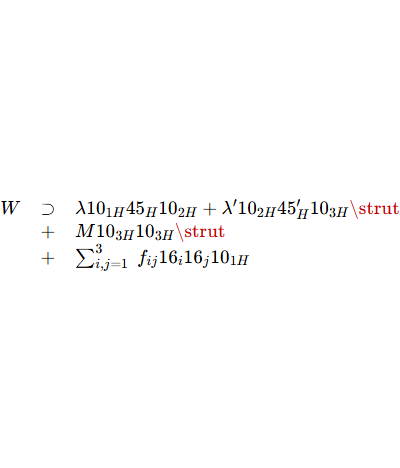 W ⊃ λ10_{1H}45_H10_{2H} + λ′10_{2H}45′_H10_{3H}\strut
+ M10_{3H}10_{3H}\strut
+ ∑^3_{i,j=1} f_{ij}16_i16_j10_{1H}